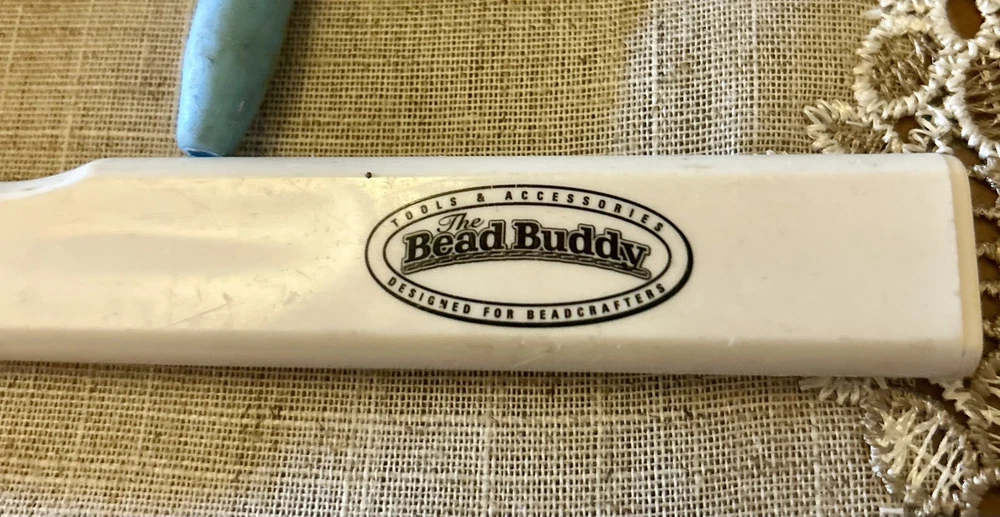 TOOLS & ACCESSORIES
The
Bead Buddy
DESIGNED FOR BEADCRAFTERS